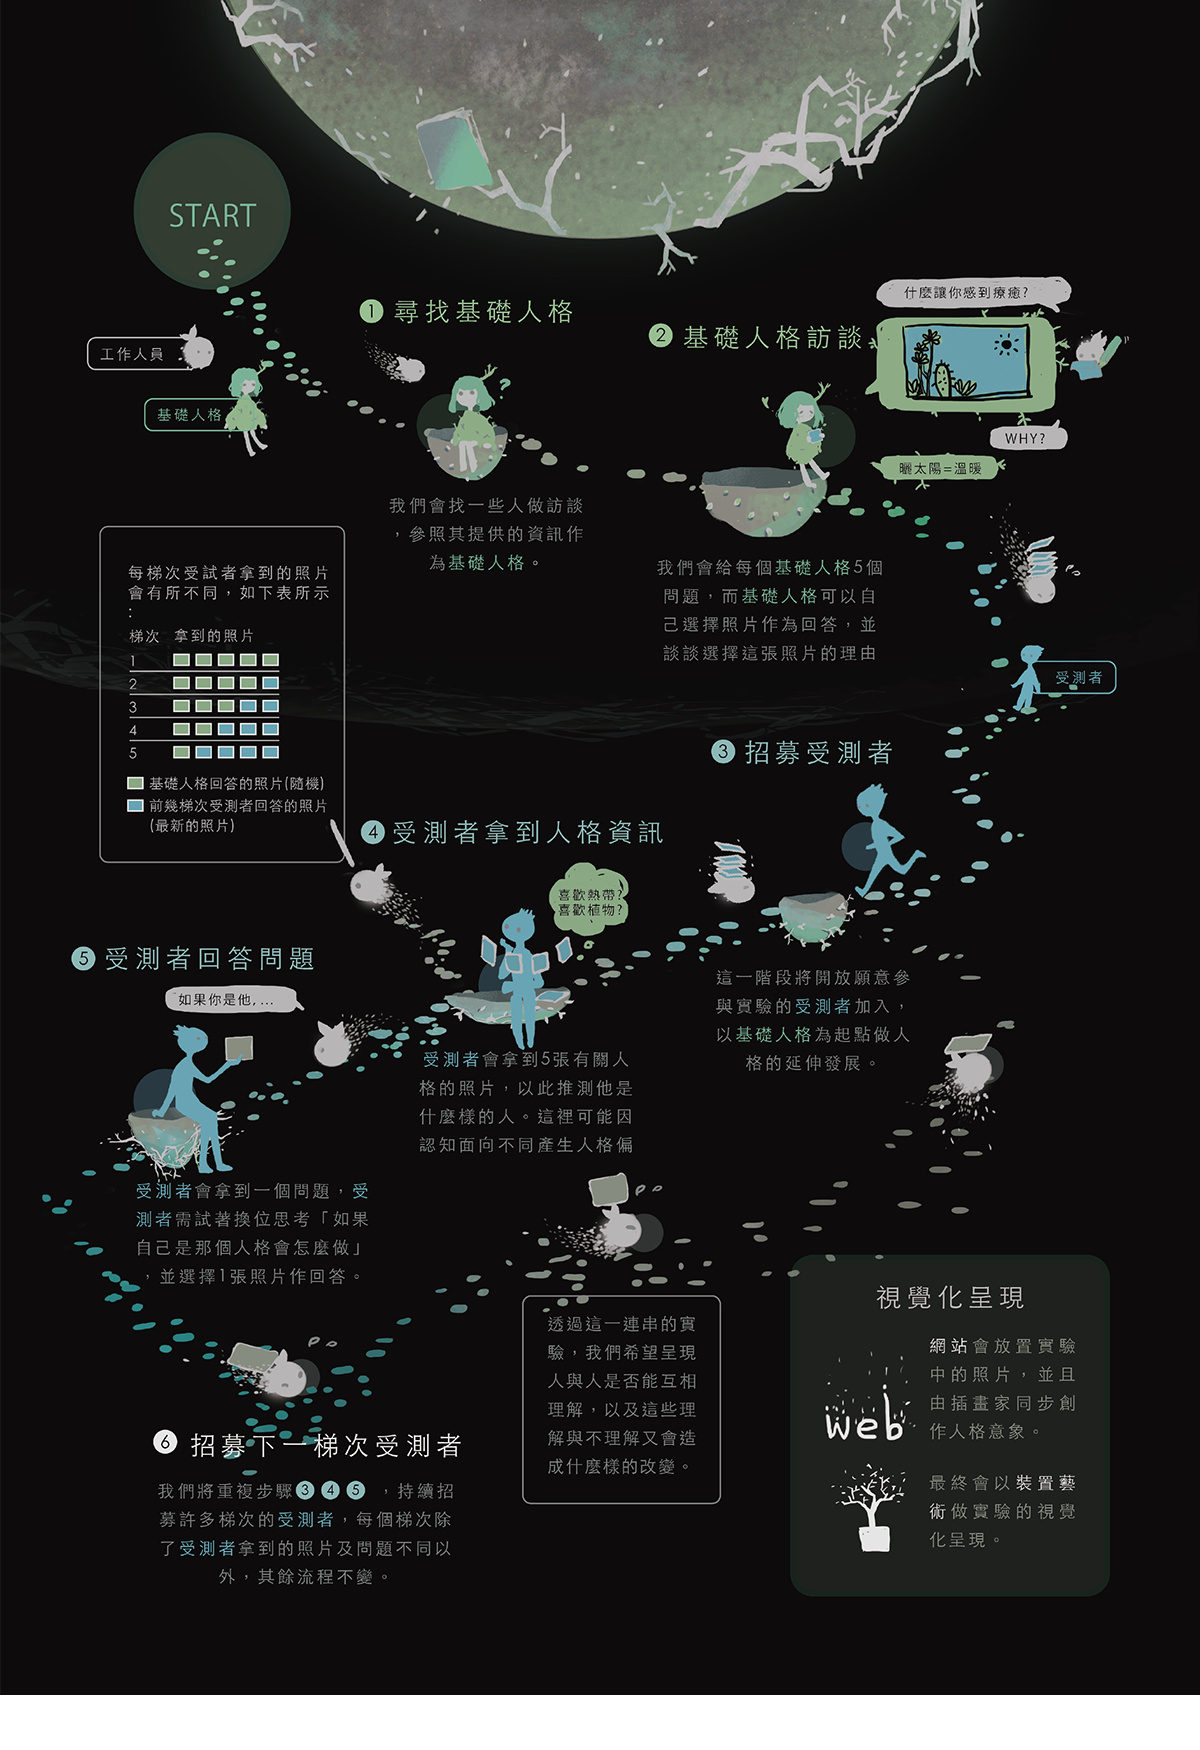 START
工作人員
基礎人格
1 尋找基礎人格
我們會找一些人做訪談
，參照其提供的資訊作
為基礎人格。
2 基礎人格訪談
什麼讓你感到療癒?
WHY?
曬太陽=溫暖
我們會給每個基礎人格5個
問題，而基礎人格可以自
己選擇照片作為回答，並
談談選擇這張照片的理由
受測者
每梯次受試者拿到的照片
會有所不同，如下表所示
：
梯次 拿到的照片
1
2
3
4
5
基礎人格回答的照片(隨機)
前幾梯次受測者回答的照片
(最新的照片)
3 招募受測者
這一階段將開放願意參
與實驗的受測者加入，
以基礎人格為起點做人
格的延伸發展。
4 受測者拿到人格資訊
喜歡熱帶?
喜歡植物?
受測者會拿到5張有關人
格的照片，以此推測他是
什麼樣的人。這裡可能因
認知面向不同產生人格偏
5 受測者回答問題
如果你是他,...
受測者會拿到一個問題，受
測者需試著換位思考「如果
自己是那個人格會怎麼做」
，並選擇1張照片作回答。
6 招募下一梯次受測者
我們將重複步驟3 4 5 ，持續招
募許多梯次的受測者，每個梯次除
了受測者拿到的照片及問題不同以
外，其餘流程不變。
透過這一連串的實
驗，我們希望呈現
人與人是否能互相
理解，以及這些理
解與不理解又會造
成什麼樣的改變。
視覺化呈現
web
網站會放置實驗
中的照片，並且
由插畫家同步創
作人格意象。
最終會以裝置藝
術做實驗的視覺
化呈現。